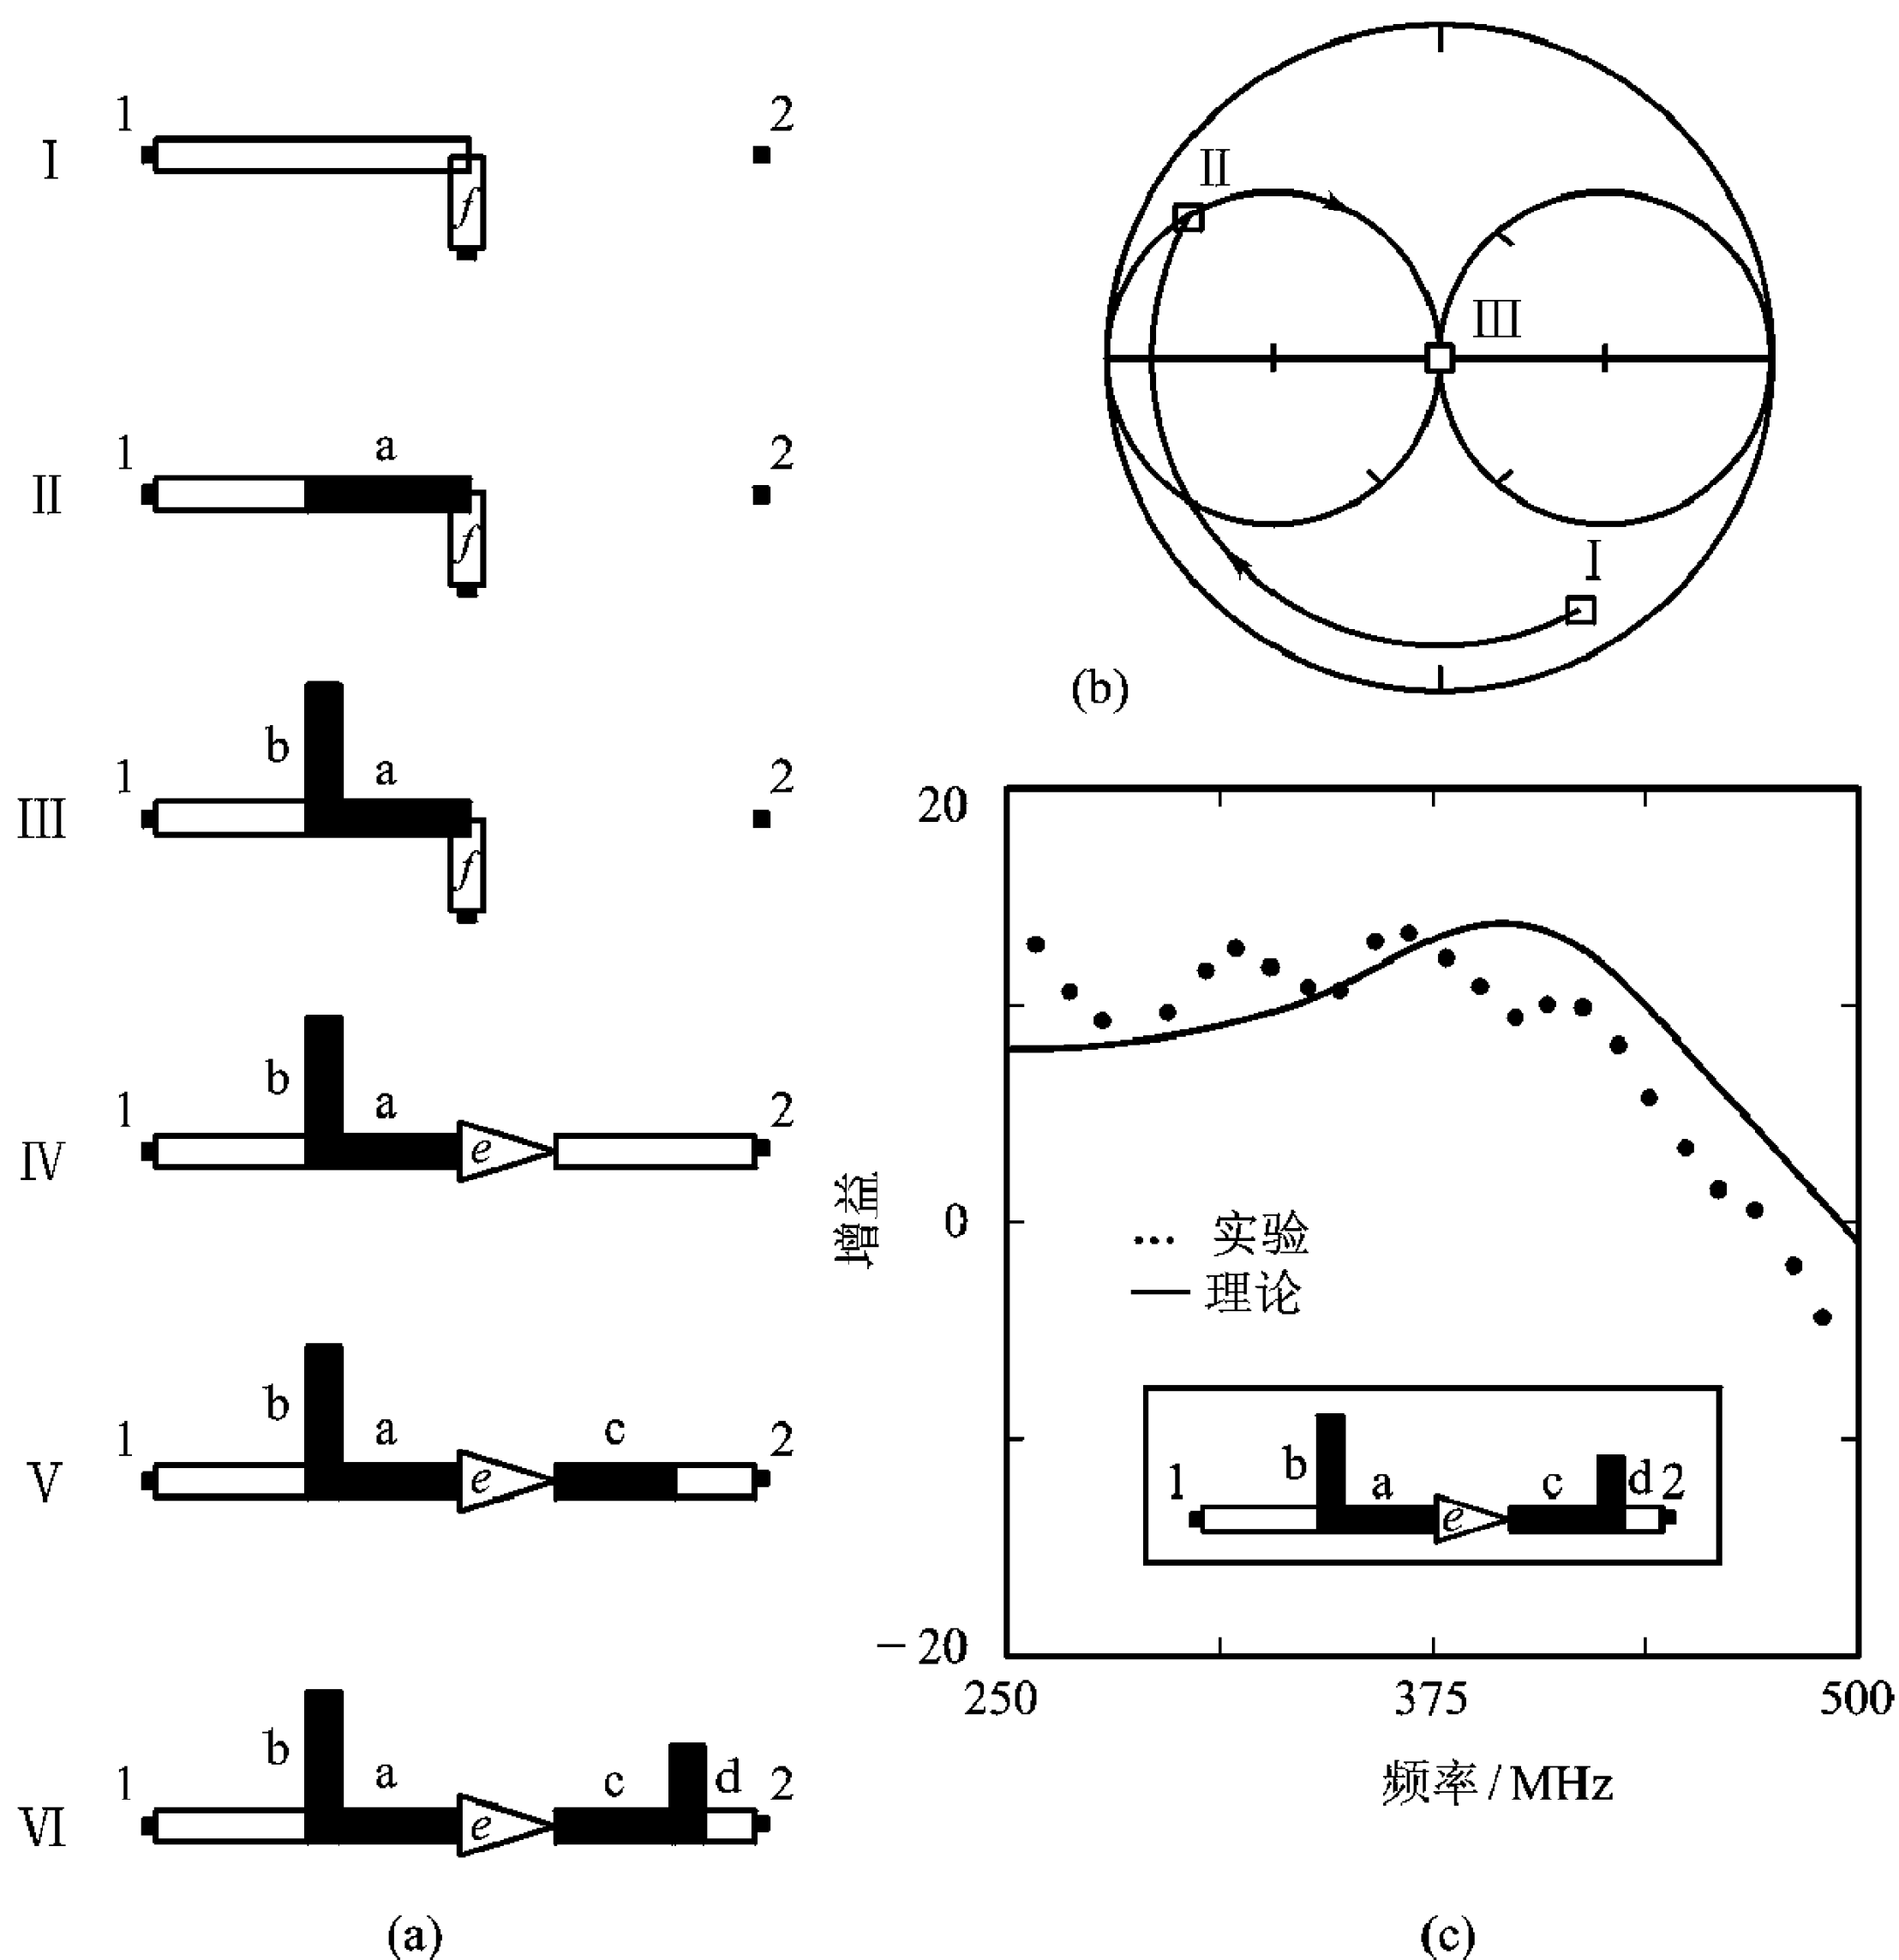 1 2
I
f
1 a 2
II
f
b
1 a 2
III
f
b
1 a 2
IV e
b
1 a c 2
V e
b d
1 a c 2
VI e
(a)
II
III
I
(b)
20
0
−20
增益
••• 实验
— 理论
b d
1 a c 2
e
250 375 500
频率/MHz
(c)